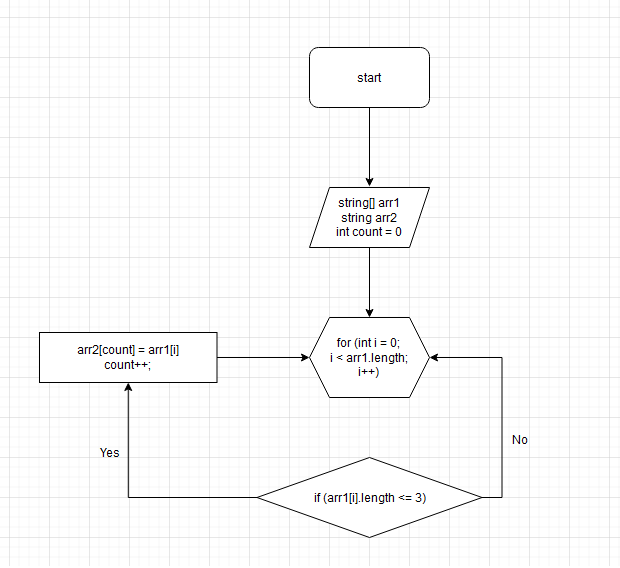 start
string[] arr1
string arr2
int count = 0
for (int i = 0;
i < arr1.length;
i++)
arr2[count] = arr1[i]
count++;
Yes
No
if (arr1[i].length <= 3)